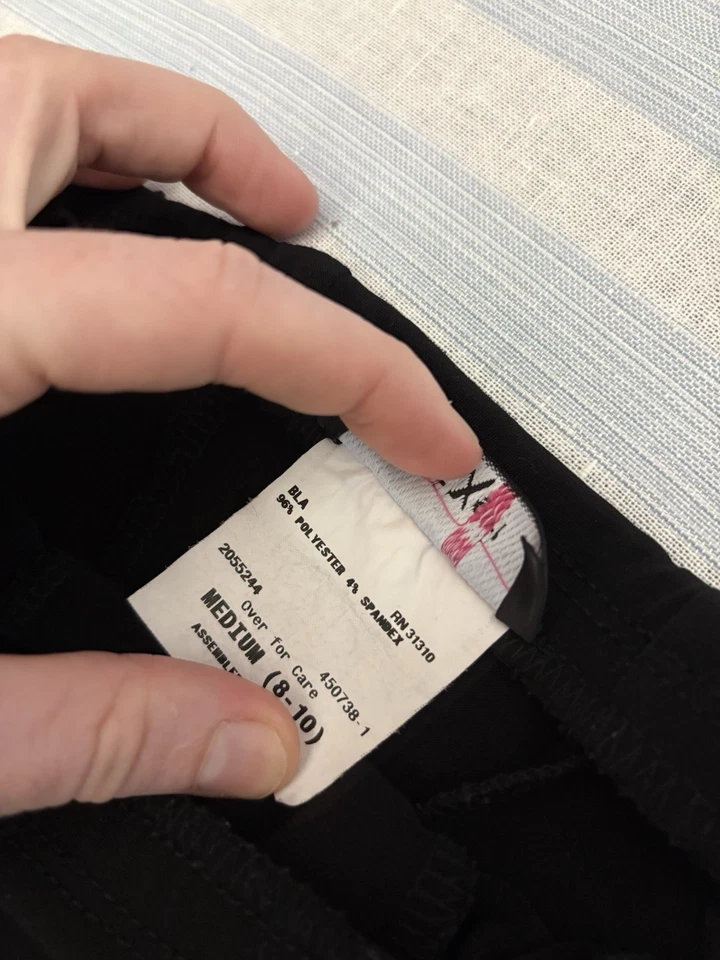 BLA
96% POLYESTER 4% SPANDEX
RN 31310
2055244
450738-1
Over for Care
MEDIUM (8-10)